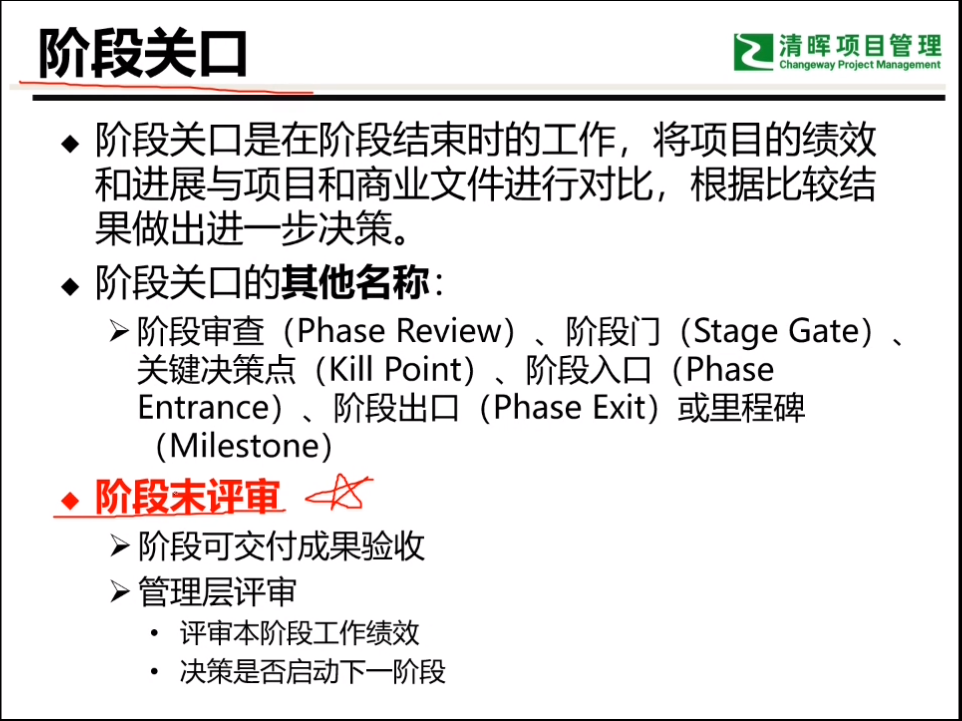 阶段关口
清晖项目管理
Changeway Project Management
◆ 阶段关口是在阶段结束时的工作，将项目的绩效
和进展与项目和商业文件进行对比，根据比较结
果做出进一步决策。
◆ 阶段关口的其他名称：
➢ 阶段审查（Phase Review）、阶段门（Stage Gate）、
关键决策点（Kill Point）、阶段入口（Phase
Entrance）、阶段出口（Phase Exit）或里程碑
（Milestone）
◆ 阶段末评审
➢ 阶段可交付成果验收
➢ 管理层评审
• 评审本阶段工作绩效
• 决策是否启动下一阶段